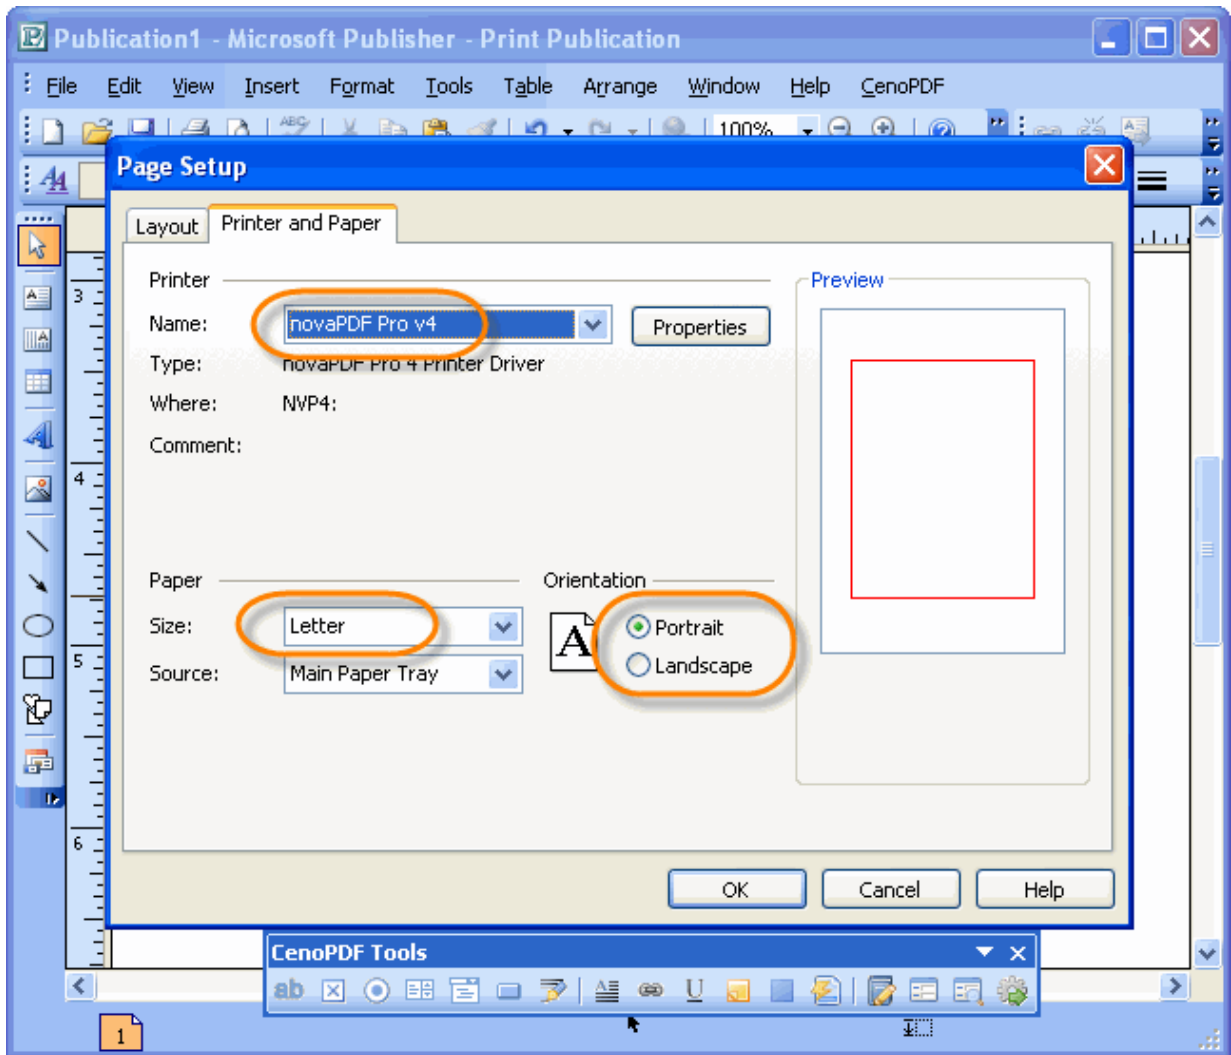 Publication1 - Microsoft Publisher - Print Publication
File Edit View Insert Format Tools Table Arrange Window Help CenoPDF
ABC 100%
A4
Page Setup
Layout Printer and Paper
Printer
Preview
Name: novaPDF Pro v4 Properties
Type: novaPDF Pro 4 Printer Driver
Where: NVP4:
Comment:
3
4
5
6
Paper
Orientation
Size: Letter
A
Portrait
Source: Main Paper Tray
Landscape
OK Cancel Help
CenoPDF Tools
ab U
1